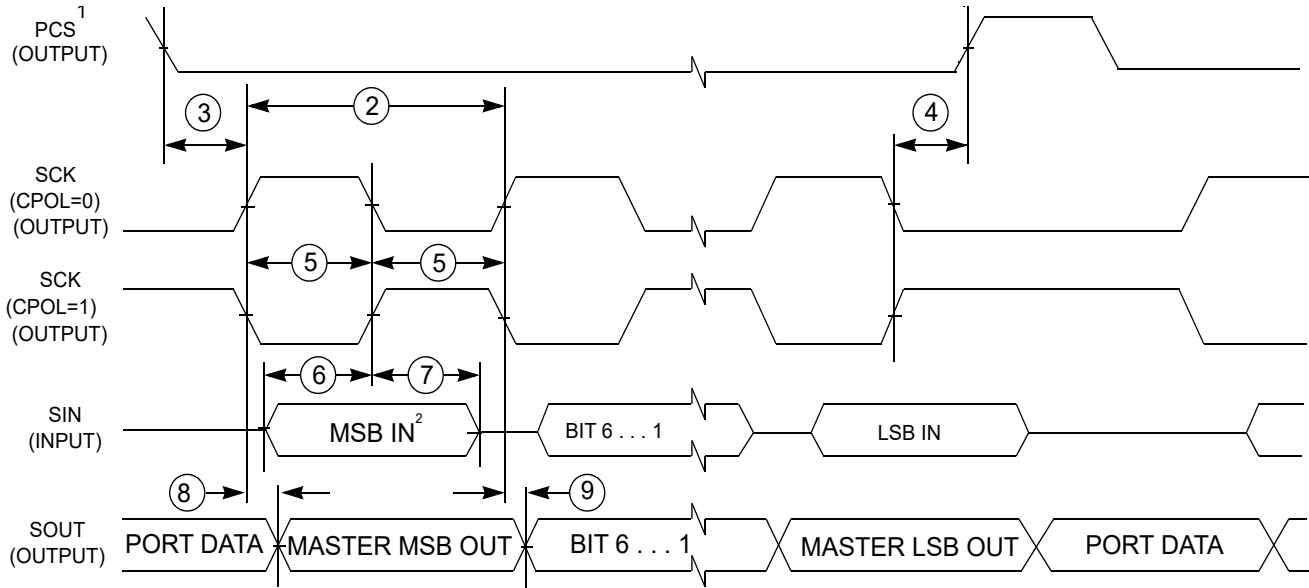 PCS1
(OUTPUT)
3
2
4
SCK
(CPOL=0)
(OUTPUT)
5
5
SCK
(CPOL=1)
(OUTPUT)
6
7
SIN
(INPUT)
MSB IN2
BIT 6 . . . 1
LSB IN
8
9
SOUT
(OUTPUT)
PORT DATA
MASTER MSB OUT
BIT 6 . . . 1
MASTER LSB OUT
PORT DATA